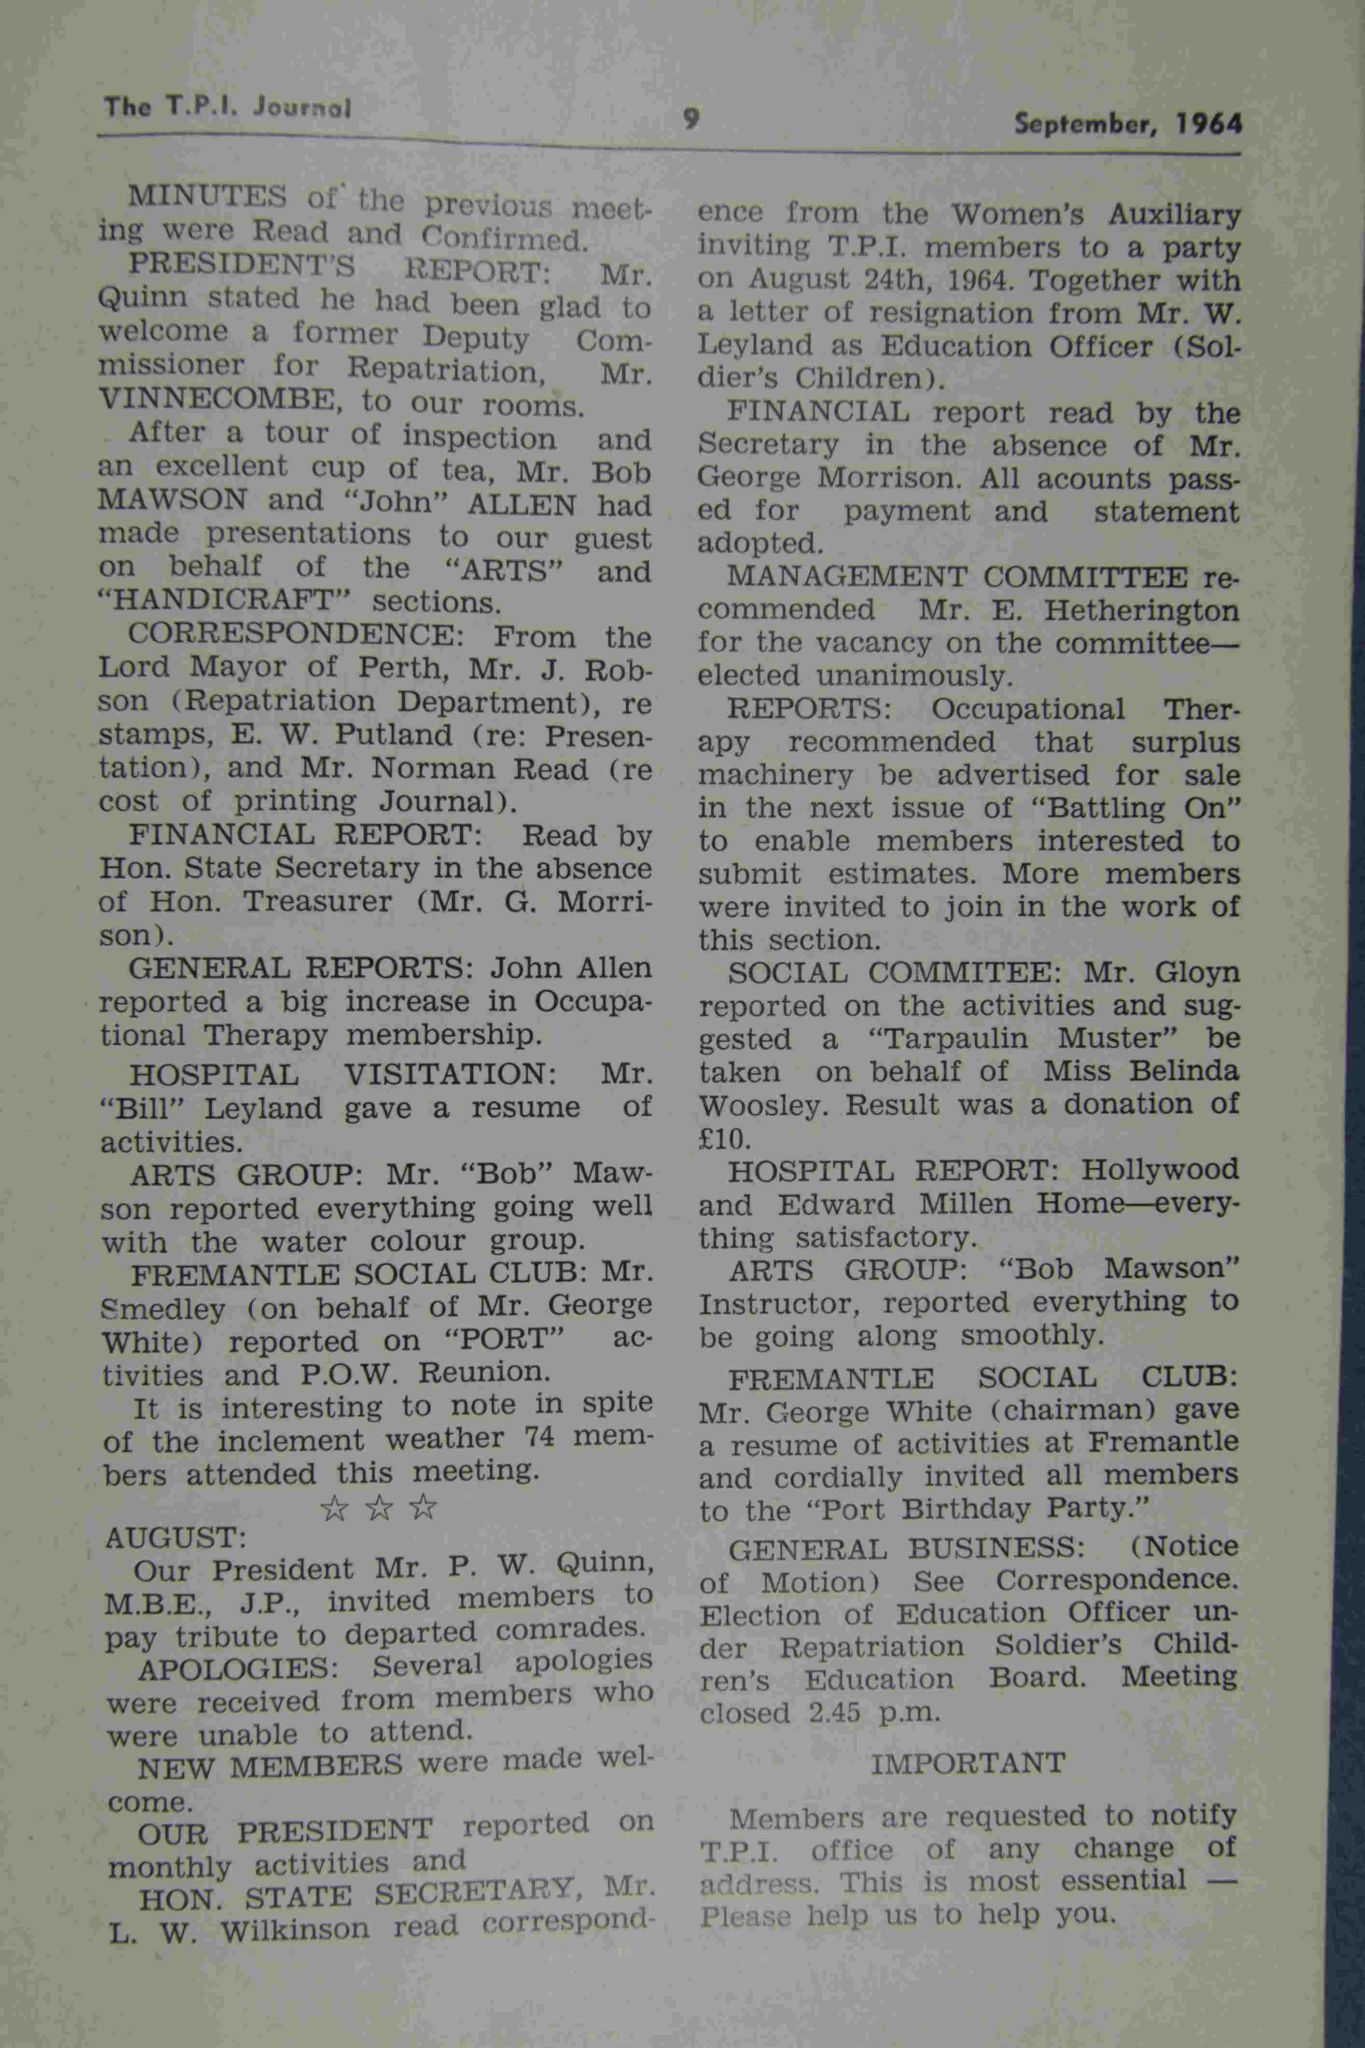 The T.P.I. Journal
9
September, 1964
MINUTES of the previous meet-
ing were Read and Confirmed.
PRESIDENT'S REPORT: Mr.
Quinn stated he had been glad to
welcome a former Deputy Com-
missioner for Repatriation, Mr.
VINNECOMBE, to our rooms.
After a tour of inspection and
an excellent cup of tea, Mr. Bob
MAWSON and "John" ALLEN had
made presentations to our guest
on behalf of the "ARTS" and
"HANDICRAFT" sections.
CORRESPONDENCE: From the
Lord Mayor of Perth, Mr. J. Rob-
son (Repatriation Department), re
stamps, E. W. Putland (re: Presen-
tation), and Mr. Norman Read (re
cost of printing Journal).
FINANCIAL REPORT: Read by
Hon. State Secretary in the absence
of Hon. Treasurer (Mr. G. Morri-
son).
GENERAL REPORTS: John Allen
reported a big increase in Occupa-
tional Therapy membership.
HOSPITAL VISITATION: Mr.
"Bill" Leyland gave a resume of
activities.
ARTS GROUP: Mr. "Bob" Maw-
son reported everything going well
with the water colour group.
FREMANTLE SOCIAL CLUB: Mr.
Smedley (on behalf of Mr. George
White) reported on "PORT" ac-
tivities and P.O.W. Reunion.
It is interesting to note in spite
of the inclement weather 74 mem-
bers attended this meeting.
☆ ☆ ☆
AUGUST:
Our President Mr. P. W. Quinn,
M.B.E., J.P., invited members to
pay tribute to departed comrades.
APOLOGIES: Several apologies
were received from members who
were unable to attend.
NEW MEMBERS were made wel-
come.
OUR PRESIDENT reported on
monthly activities and
HON. STATE SECRETARY, Mr.
L. W. Wilkinson read correspond-
ence from the Women's Auxiliary
inviting T.P.I. members to a party
on August 24th, 1964. Together with
a letter of resignation from Mr. W.
Leyland as Education Officer (Sol-
dier's Children).
FINANCIAL report read by the
Secretary in the absence of Mr.
George Morrison. All acounts pass-
ed for payment and statement
adopted.
MANAGEMENT COMMITTEE re-
commended Mr. E. Hetherington
for the vacancy on the committee—
elected unanimously.
REPORTS: Occupational Ther-
apy recommended that surplus
machinery be advertised for sale
in the next issue of "Battling On"
to enable members interested to
submit estimates. More members
were invited to join in the work of
this section.
SOCIAL COMMITEE: Mr. Gloyn
reported on the activities and sug-
gested a "Tarpaulin Muster" be
taken on behalf of Miss Belinda
Woosley. Result was a donation of
£10.
HOSPITAL REPORT: Hollywood
and Edward Millen Home—every-
thing satisfactory.
ARTS GROUP: "Bob Mawson"
Instructor, reported everything to
be going along smoothly.
FREMANTLE SOCIAL CLUB:
Mr. George White (chairman) gave
a resume of activities at Fremantle
and cordially invited all members
to the "Port Birthday Party."
GENERAL BUSINESS: (Notice
of Motion) See Correspondence.
Election of Education Officer un-
der Repatriation Soldier's Child-
ren's Education Board. Meeting
closed 2.45 p.m.
IMPORTANT
Members are requested to notify
T.P.I. office of any change of
address. This is most essential —
Please help us to help you.